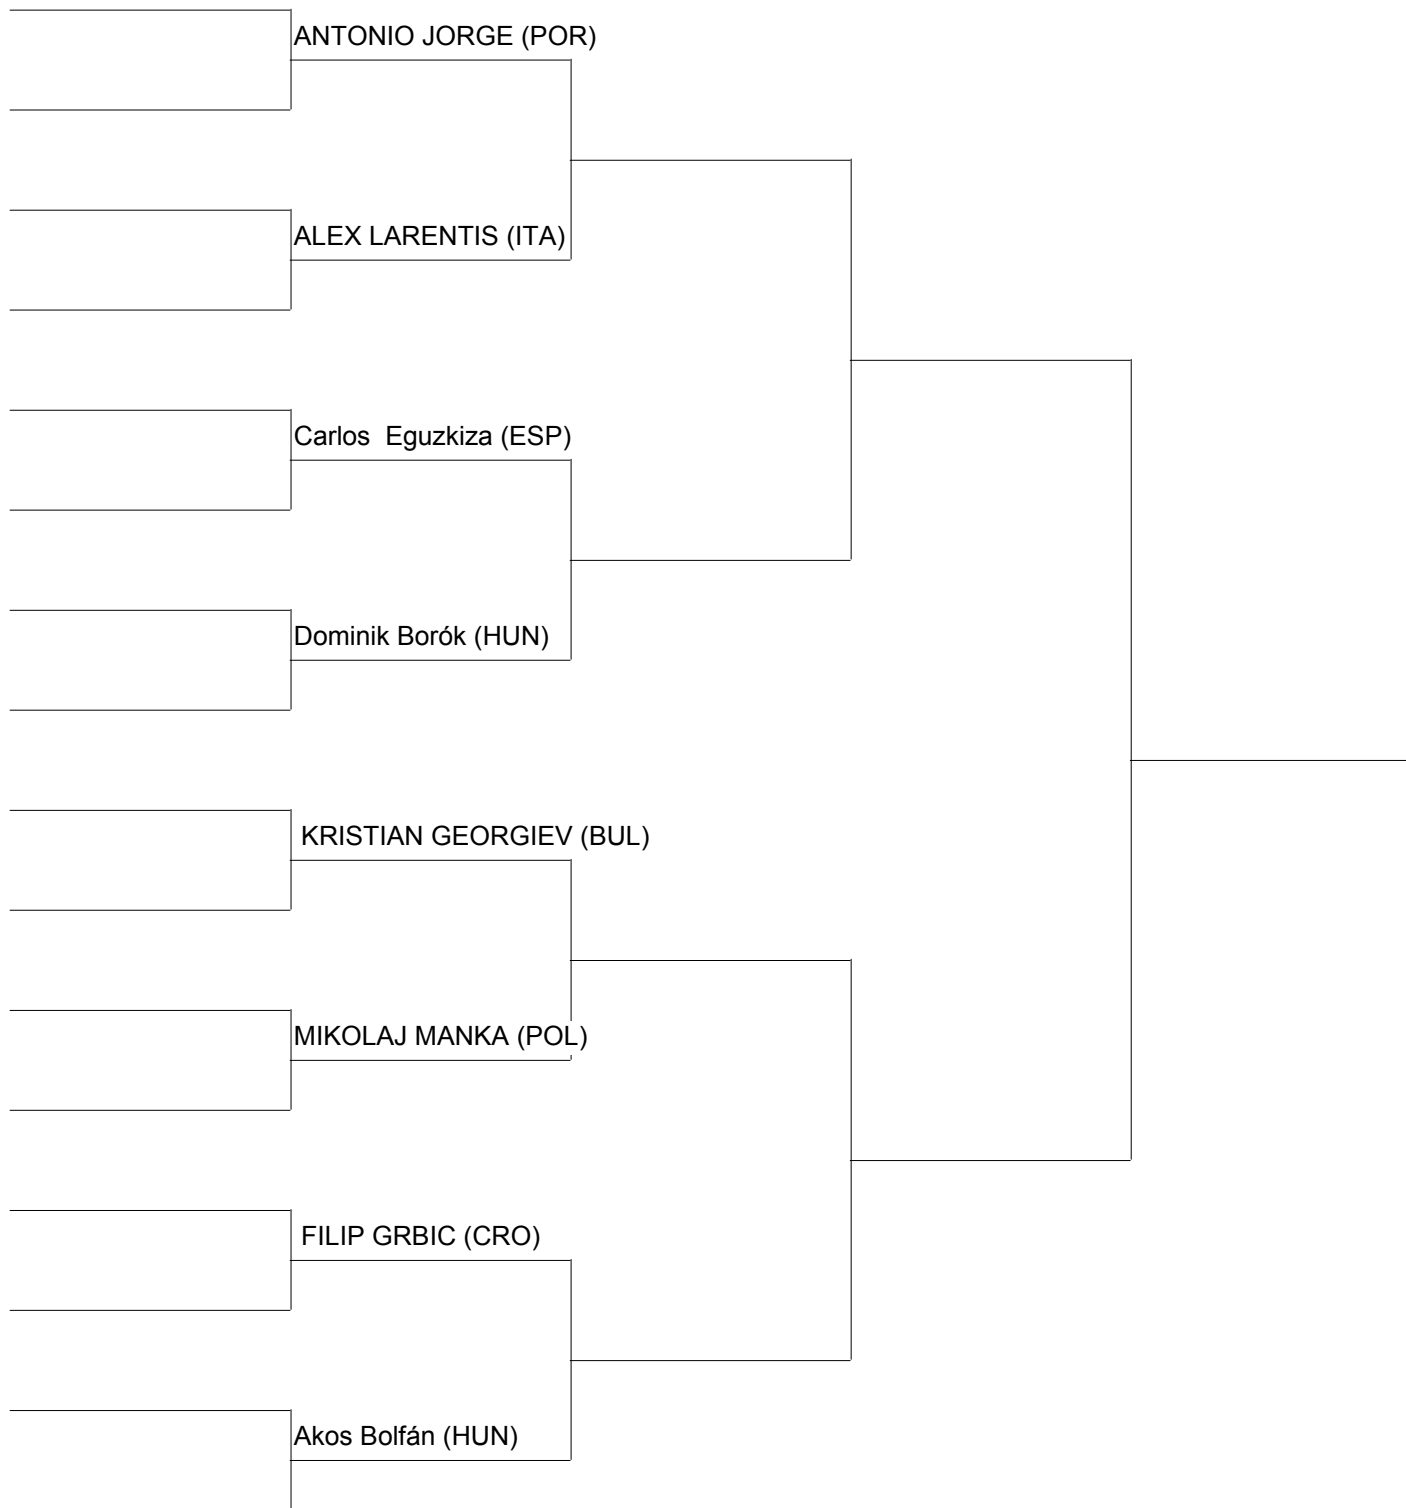 ANTONIO JORGE (POR)
ALEX LARENTIS (ITA)
Carlos  Eguzkiza (ESP)
Dominik Borók (HUN)
KRISTIAN GEORGIEV (BUL)
MIKOLAJ MANKA (POL)
FILIP GRBIC (CRO)
Akos Bolfán (HUN)